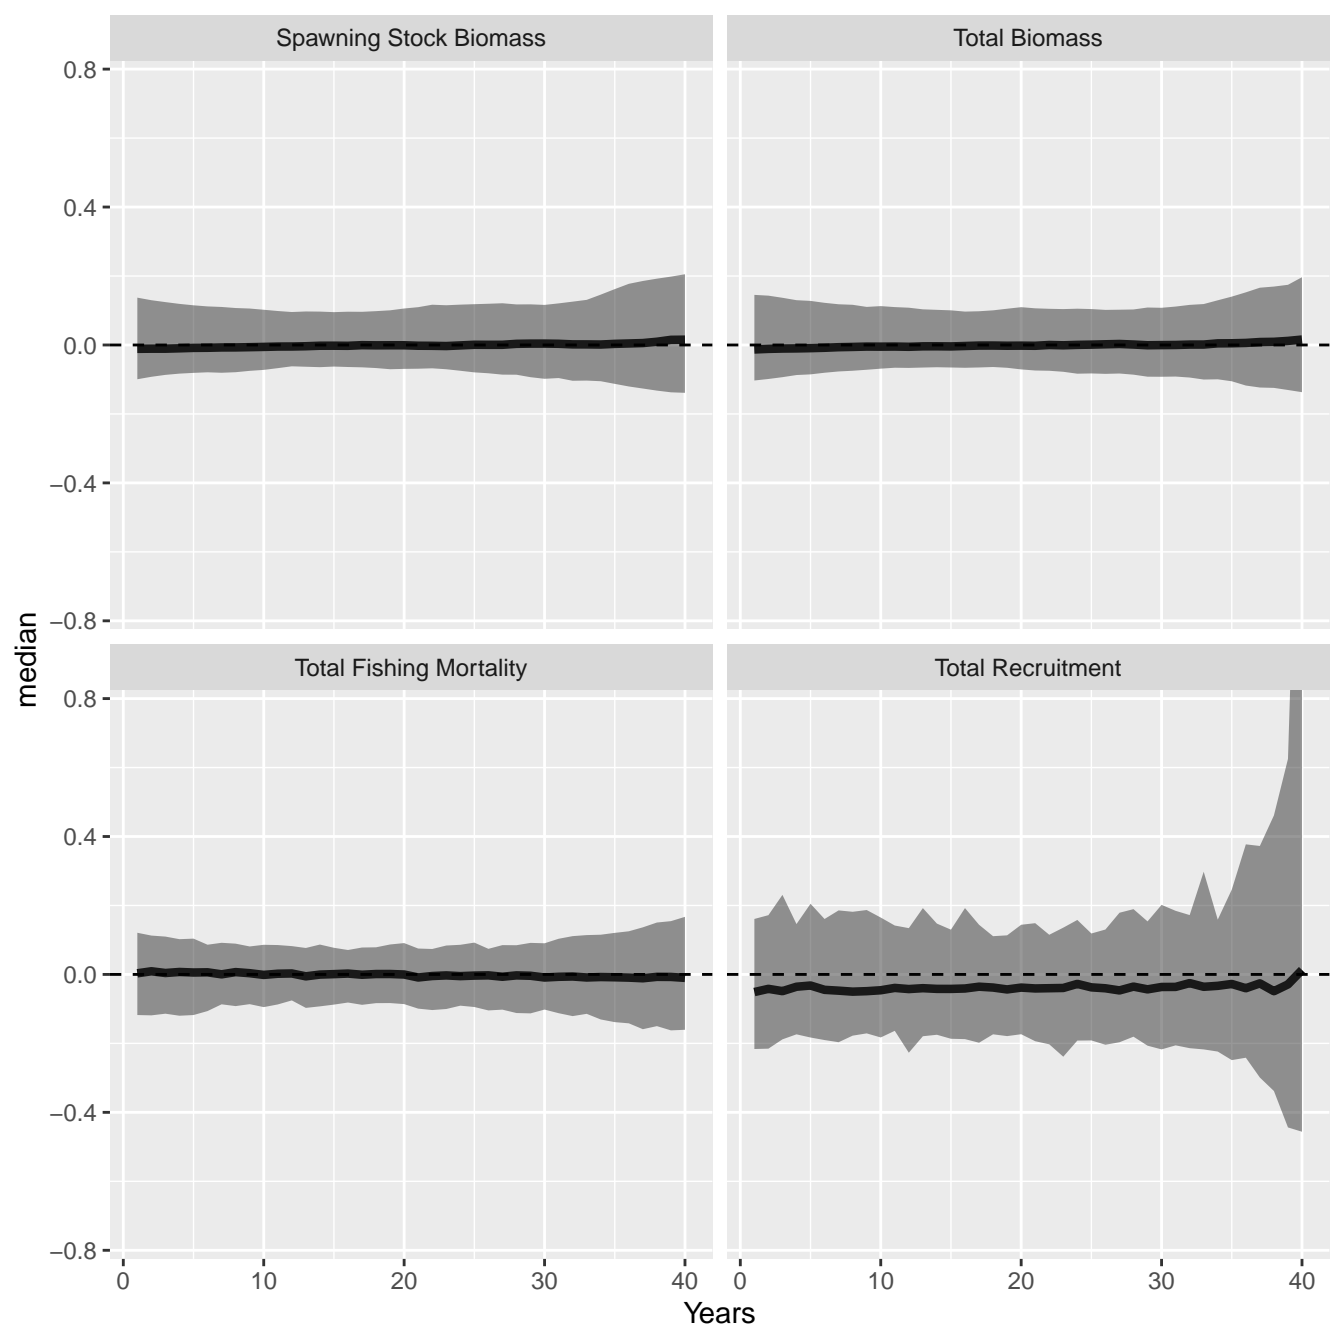 Spawning Stock Biomass
Total Biomass
0.8
0.4
0.0
−0.4
−0.8
median
Total Fishing Mortality
Total Recruitment
0.8
0.4
0.0
−0.4
−0.8
0 10 20 30 40
0 10 20 30 40
Years